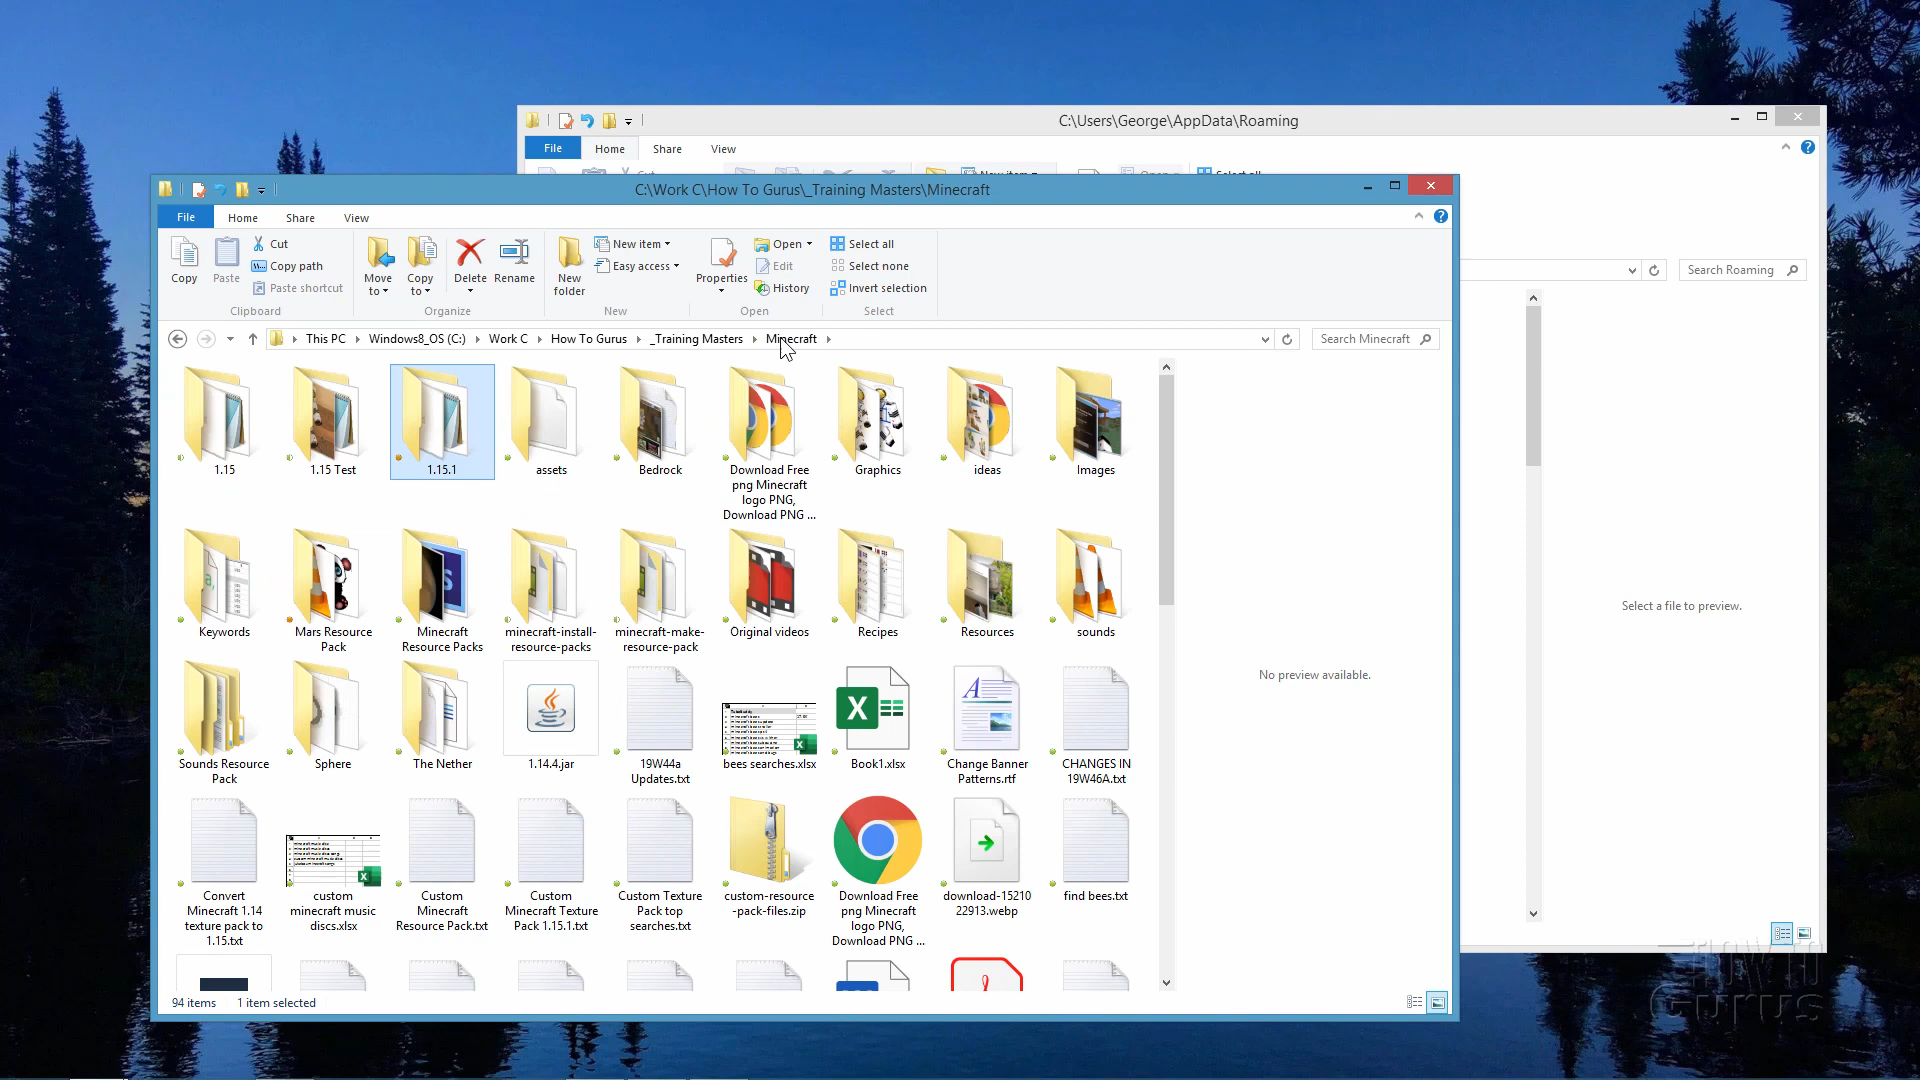 C:\Users\George\AppData\Roaming
File
Home
Share
View
C:\Work C\How To Gurus\_Training Masters\Minecraft
File
Home
Share
View
Search Roaming
Copy
Paste
Cut
Copy path
Paste shortcut
Clipboard
Move to
Copy to
Delete
Rename
Organize
New folder
New item
Easy access
New
Properties
Open
Edit
History
Open
Select all
Select none
Invert selection
Select
This PC
Windows8_OS (C:)
Work C
How To Gurus
_Training Masters
Minecraft
Search Minecraft
1.15
1.15 Test
1.15.1
assets
Bedrock
Download Free
png Minecraft
logo PNG,
Download PNG ...
Graphics
ideas
Images
Keywords
Mars Resource
Pack
Minecraft
Resource Packs
minecraft-install-
resource-packs
minecraft-make-
resource-pack
Original videos
Recipes
Resources
sounds
Select a file to preview.
No preview available.
Sounds Resource
Pack
Sphere
The Nether
1.14.4.jar
19W44a
Updates.txt
bees searches.xlsx
Book1.xlsx
Change Banner
Patterns.rtf
CHANGES IN
19W46A.txt
Convert
Minecraft 1.14
texture pack to
1.15.txt
custom
minecraft music
discs.xlsx
Custom
Minecraft
Resource Pack.txt
Custom
Minecraft Texture
Pack 1.15.1.txt
Custom Texture
Pack top
searches.txt
custom-resource
-pack-files.zip
Download Free
png Minecraft
logo PNG,
Download PNG ...
download-15210
22913.webp
find bees.txt
94 items
1 item selected
HOW TO
GURUS